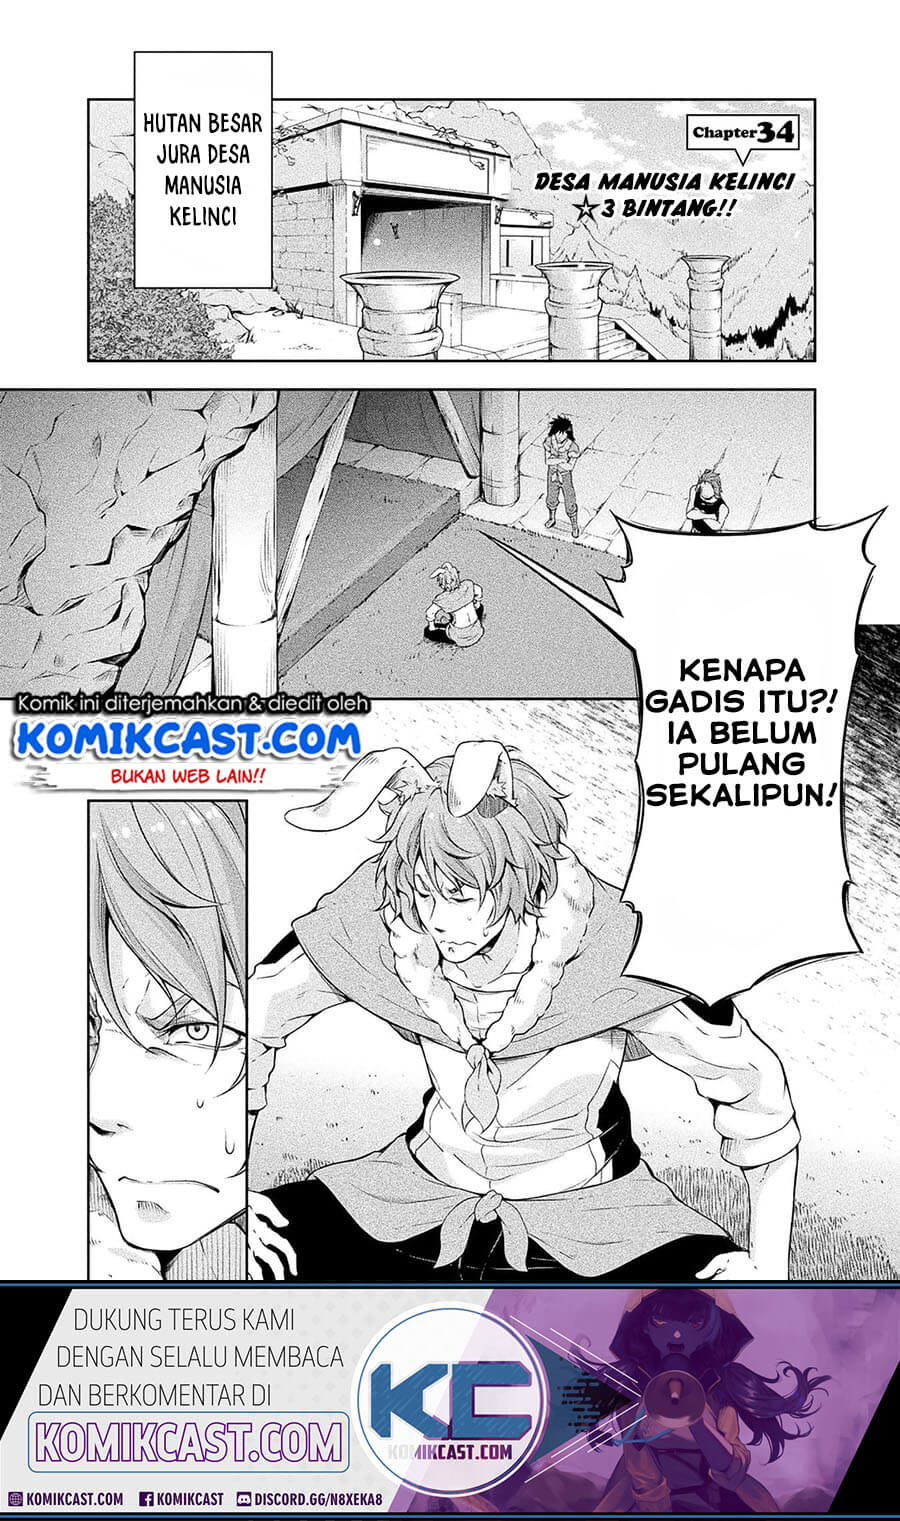 HUTAN BESAR
JURA DESA
MANUSIA
KELINCI
Chapter 34
DESA MANUSIA KELINCI
☆3 BINTANG!!
KENAPA
GADIS ITU?!
IA BELUM
PULANG
SEKALIPUN!
Komik ini diterjemahkan & diedit oleh
KOMIKCAST.COM
BUKAN WEB LAIN!!
DUKUNG TERUS KAMI
DENGAN SELALU MEMBACA
DAN BERKOMENTAR DI
KOMIKCAST.COM
KC
KOMIKCAST.COM
KOMIKCAST.COM
KOMIKCAST
DISCORD.GG/N8XEKA8